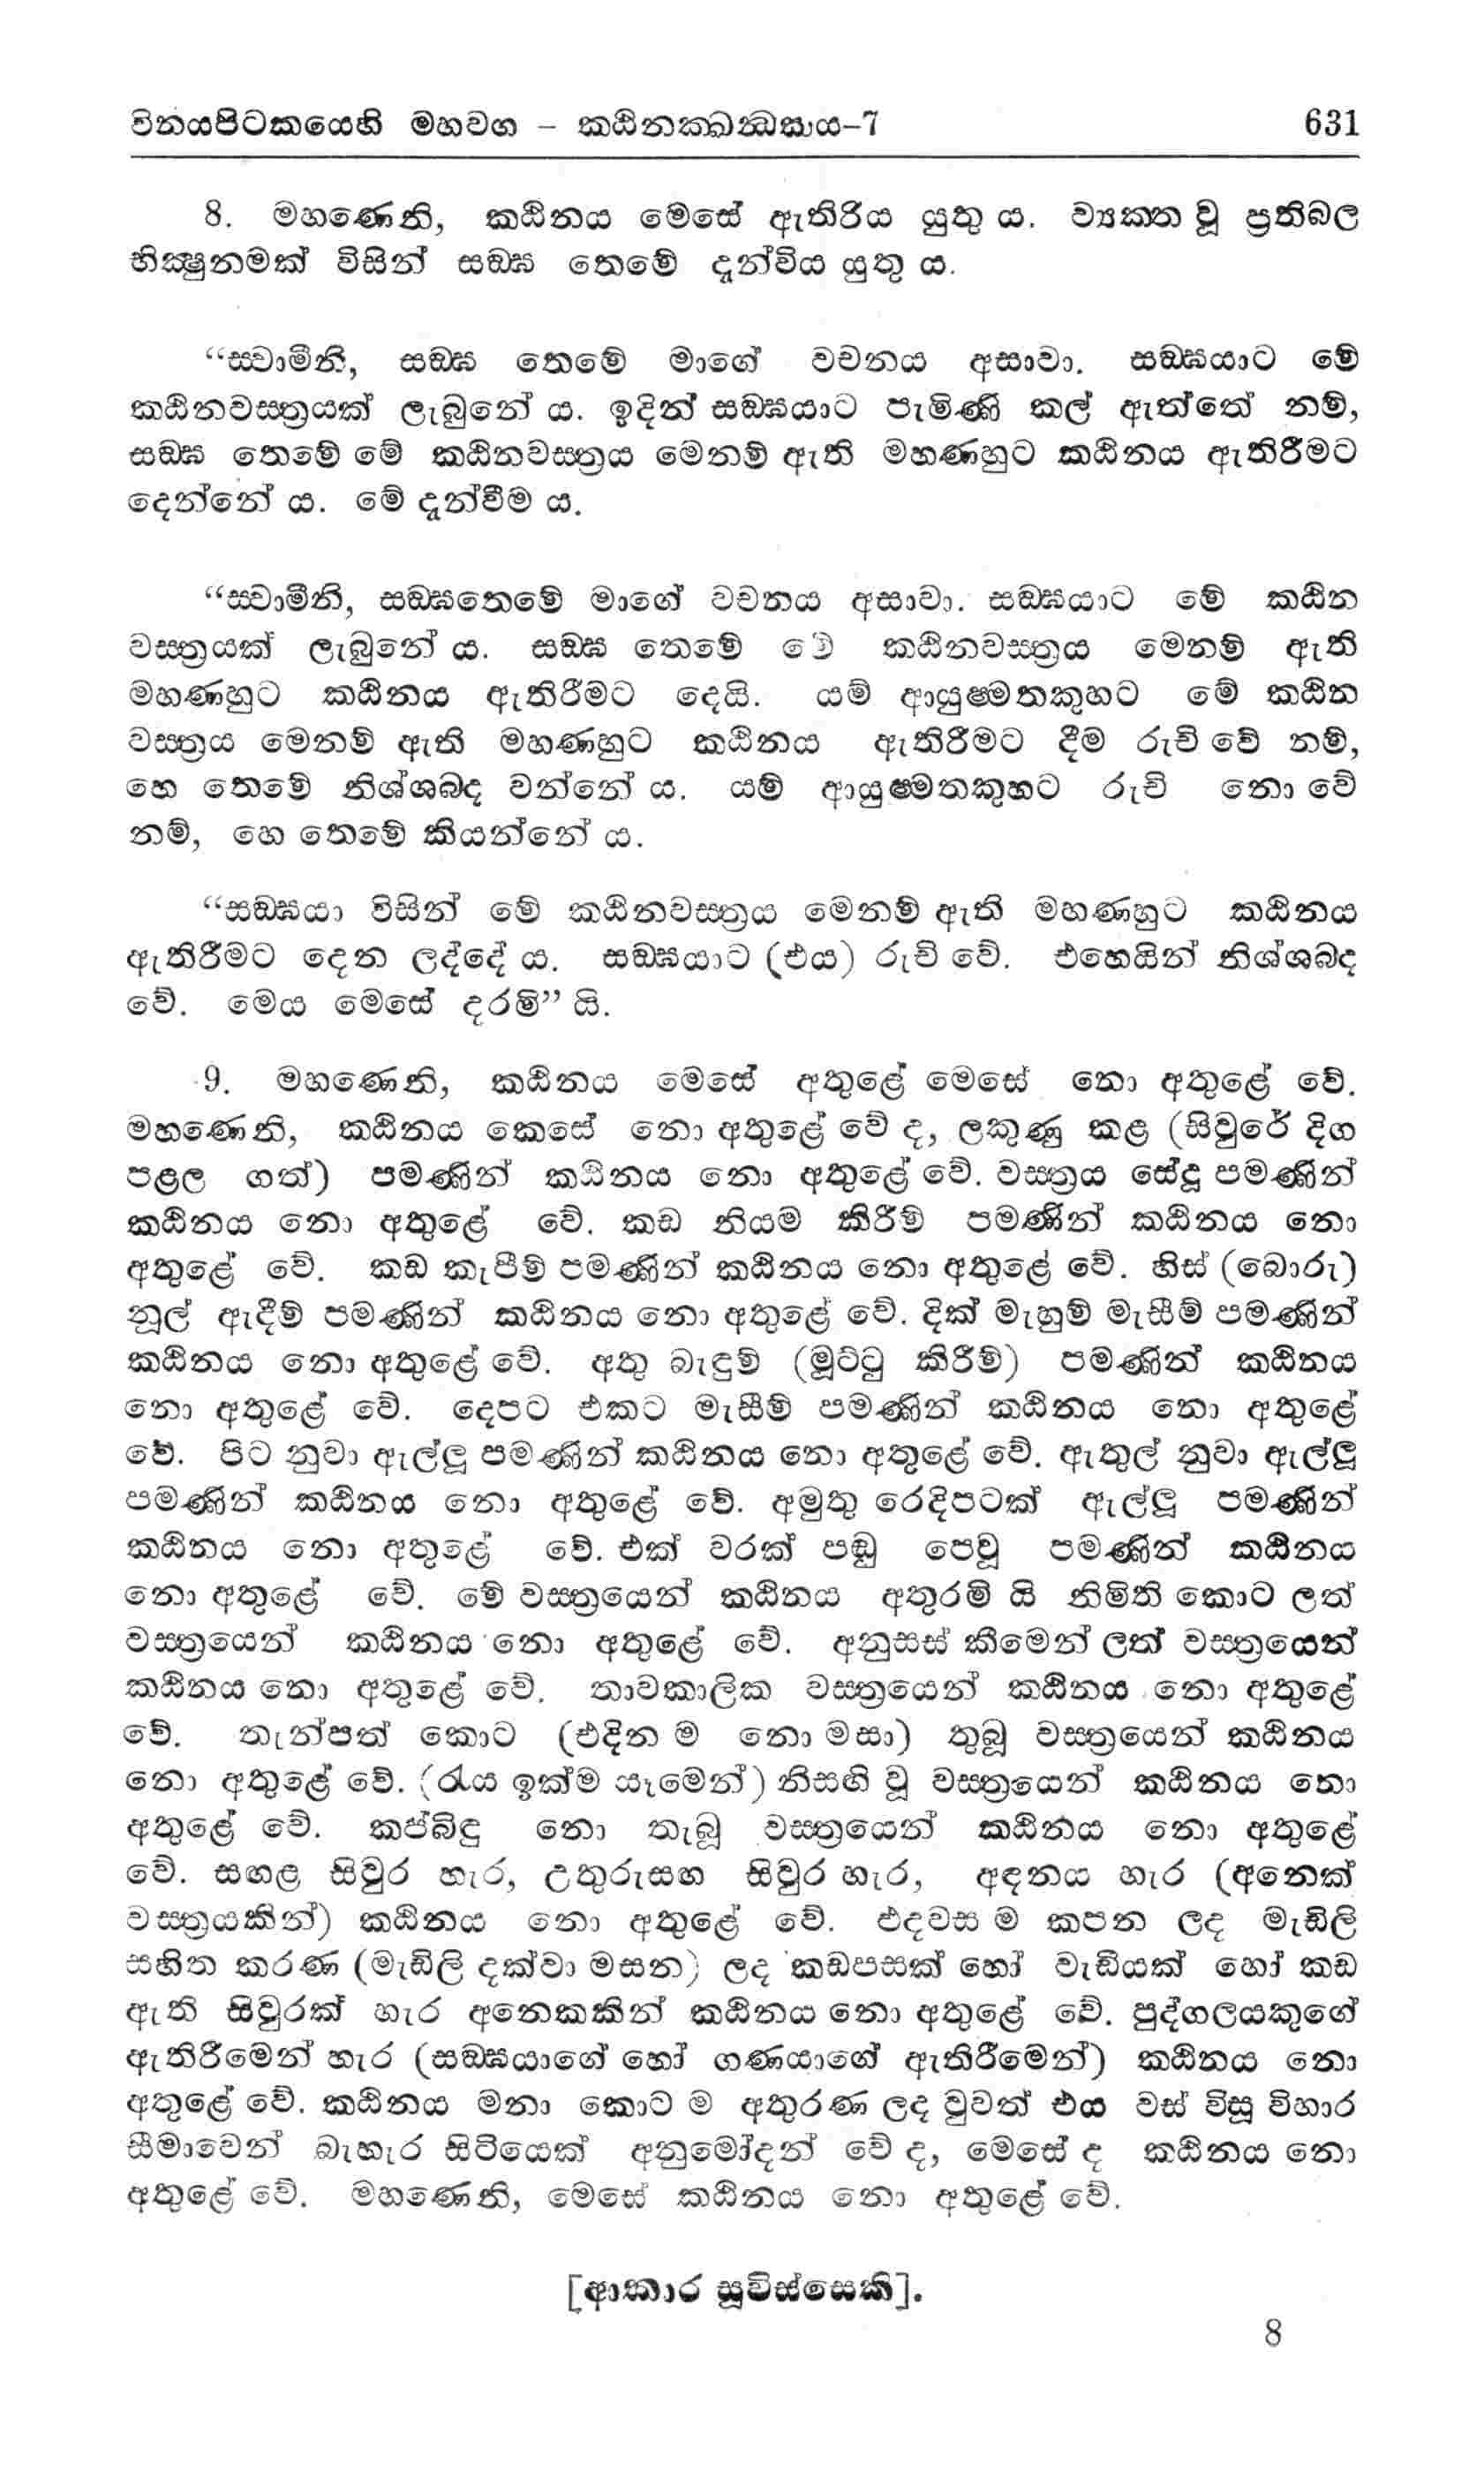 විනයපිටකයෙහි මහවග – කඨිනක්ඛන්ධකය–7 631
8. මහණෙනි, කඨිනය මෙසේ ඇතිරිය යුතු ය. ව්‍යක්ත වූ ප්‍රතිබල
භික්ෂුනමක් විසින් සඞ්ඝ තෙමේ දැන්විය යුතු ය.
“ස්වාමීනි, සඞ්ඝ තෙමේ මාගේ වචනය අසාවා. සඞ්ඝයාට මේ
කඨිනවස්ත්‍රයක් ලැබුනේ ය. ඉදින් සඞ්ඝයාට පැමිණි කල් ඇත්තේ නම්,
සඞ්ඝ තෙමේ මේ කඨිනවස්ත්‍රය මෙනම් ඇති මහණහුට කඨිනය ඇතිරීමට
දෙන්නේ ය. මේ දැන්වීම ය.
“ස්වාමීනි, සඞ්ඝතෙමේ මාගේ වචනය අසාවා. සඞ්ඝයාට මේ කඨින
වස්ත්‍රයක් ලැබුනේ ය. සඞ්ඝ තෙමේ මේ කඨිනවස්ත්‍රය මෙනම් ඇති
මහණහුට කඨිනය ඇතිරීමට දෙයි. යම් ආයුෂ්මතකුහට මේ කඨින
වස්ත්‍රය මෙනම් ඇති මහණහුට කඨිනය ඇතිරීමට දීම රුචි වේ නම්,
හෙ තෙමේ නිශ්ශබ්ද වන්නේ ය. යම් ආයුෂ්මතකුහට රුචි නො වේ
නම්, හෙ තෙමේ කියන්නේ ය.
“සඞ්ඝයා විසින් මේ කඨිනවස්ත්‍රය මෙනම් ඇති මහණහුට කඨිනය
ඇතිරීමට දෙන ලද්දේ ය. සඞ්ඝයාට (එය) රුචි වේ. එහෙයින් නිශ්ශබ්ද
වේ. මෙය මෙසේ දරමි” යි.
9. මහණෙනි, කඨිනය මෙසේ අතුළේ මෙසේ නො අතුළේ වේ.
මහණෙනි, කඨිනය කෙසේ නො අතුළේ වේ ද, ලකුණු කළ (සිවුරේ දිග
පළල ගත්) පමණින් කඨිනය නො අතුළේ වේ. වස්ත්‍රය සේදූ පමණින්
කඨිනය නො අතුළේ වේ. කඩ නියම කිරීම් පමණින් කඨිනය නො
අතුළේ වේ. කඩ කැපීම් පමණින් කඨිනය නො අතුළේ වේ. හිස් (බොරු)
නූල් ඇදීම් පමණින් කඨිනය නො අතුළේ වේ. දික් මැහුම් මැසීම් පමණින්
කඨිනය නො අතුළේ වේ. අතු බැඳුම් (මූට්ටු කිරීම්) පමණින් කඨිනය
නො අතුළේ වේ. දෙපට එකට මැසීම් පමණින් කඨිනය නො අතුළේ
වේ. පිට නුවා ඇල්ලූ පමණින් කඨිනය නො අතුළේ වේ. ඇතුල් නුවා ඇල්ලූ
පමණින් කඨිනය නො අතුළේ වේ. අමුතු රෙදිපටක් ඇල්ලූ පමණින්
කඨිනය නො අතුළේ වේ. එක් වරක් පඬු පෙවූ පමණින් කඨිනය
නො අතුළේ වේ. මේ වස්ත්‍රයෙන් කඨිනය අතුරමි යි නිමිති කොට ලත්
වස්ත්‍රයෙන් කඨිනය නො අතුළේ වේ. අනුසස් කීමෙන් ලත් වස්ත්‍රයෙන්
කඨිනය නො අතුළේ වේ. තාවකාලික වස්ත්‍රයෙන් කඨිනය නො අතුළේ
වේ. තැන්පත් කොට (එදින ම නො මසා) තුබූ වස්ත්‍රයෙන් කඨිනය
නො අතුළේ වේ. (රැය ඉක්ම යෑමෙන්) නිසඟි වූ වස්ත්‍රයෙන් කඨිනය නො
අතුළේ වේ. කප්බිඳු නො තැබූ වස්ත්‍රයෙන් කඨිනය නො අතුළේ
වේ. සඟළ සිවුර හැර, උතුරුසඟ සිවුර හැර, අඳනය හැර (අනෙක්
වස්ත්‍රයකින්) කඨිනය නො අතුළේ වේ. එදවස ම කපන ලද මැඬිලි
සහිත කරණ (මැඬිලි දක්වා මසන) ලද කඩපසක් හෝ වැඩියක් හෝ කඩ
ඇති සිවුරක් හැර අනෙකකින් කඨිනය නො අතුළේ වේ. පුද්ගලයකුගේ
ඇතිරීමෙන් හැර (සඞ්ඝයාගේ හෝ ගණයාගේ ඇතිරීමෙන්) කඨිනය නො
අතුළේ වේ. කඨිනය මනා කොට ම අතුරණ ලද වුවත් එය වස් විසූ විහාර
සීමාවෙන් බැහැර සිටියෙක් අනුමෝදන් වේ ද, මෙසේ ද කඨිනය නො
අතුළේ වේ. මහණෙනි, මෙසේ කඨිනය නො අතුළේ වේ.
[ආකාර සූවිස්සෙකි].
8